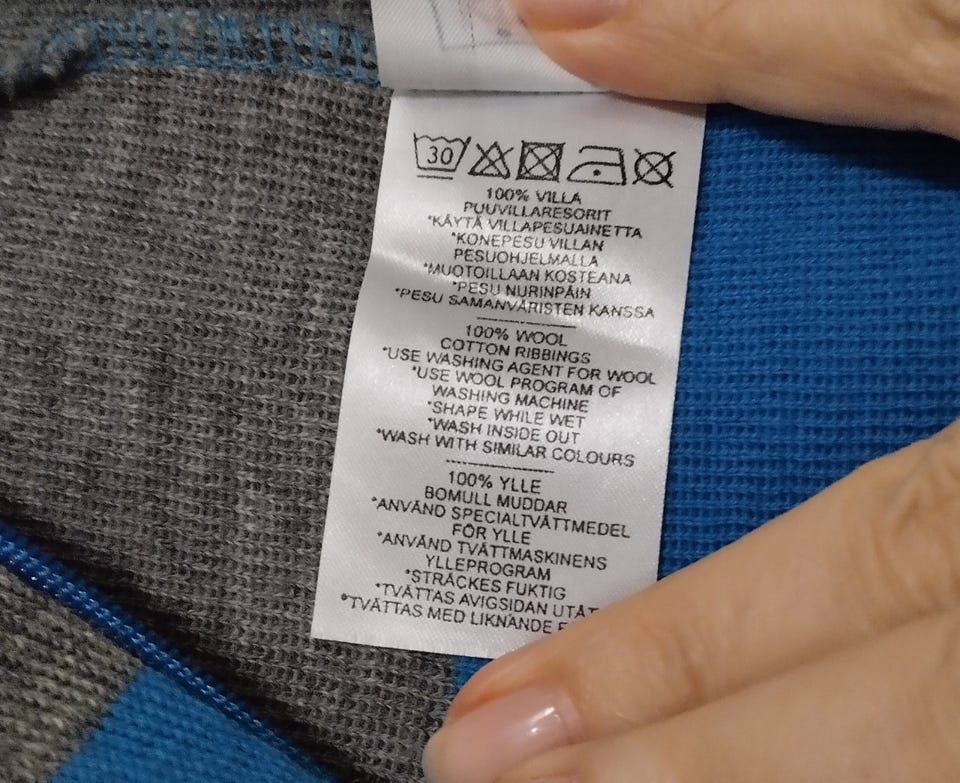 30
100% VILLA
PUUVILLARESORIT
*KÄYTÄ VILLAPESUAINETTA
*KONEPESU VILLAN
PESUOHJELMALLA
*MUOTOILLAAN KOSTEANA
*PESU NURINPÄIN
*PESU SAMANVÄRISTEN KANSSA
100% WOOL
COTTON RIBBINGS
*USE WASHING AGENT FOR WOOL
*USE WOOL PROGRAM OF
WASHING MACHINE
*SHAPE WHILE WET
*WASH INSIDE OUT
*WASH WITH SIMILAR COLOURS
100% YLLE
BOMULL MUDDAR
*ANVÄND SPECIALTVÄTTMEDEL
FÖR YLLE
*ANVÄND TVÄTTMASKINENS
YLLEPROGRAM
*STRÄCKES FUKTIG
*TVÄTTAS AVIGSIDAN UTÅT
*TVÄTTAS MED LIKNANDE